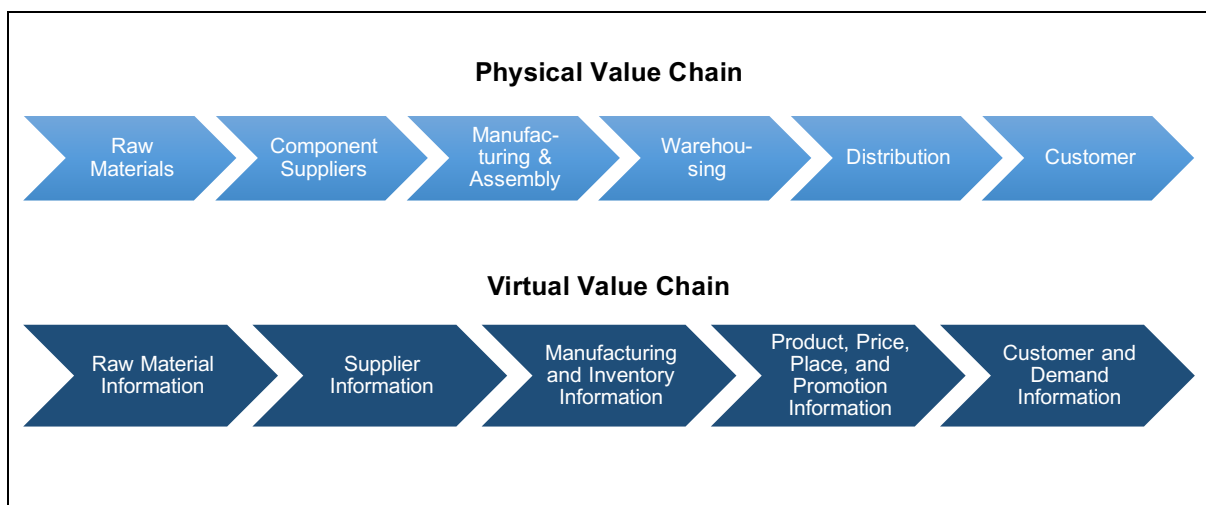 Physical Value Chain
Raw
Materials
Component
Suppliers
Manufac-
turing &
Assembly
Warehou-
sing
Distribution
Customer
Virtual Value Chain
Raw Material
Information
Supplier
Information
Manufacturing
and Inventory
Information
Product, Price,
Place, and
Promotion
Information
Customer and
Demand
Information